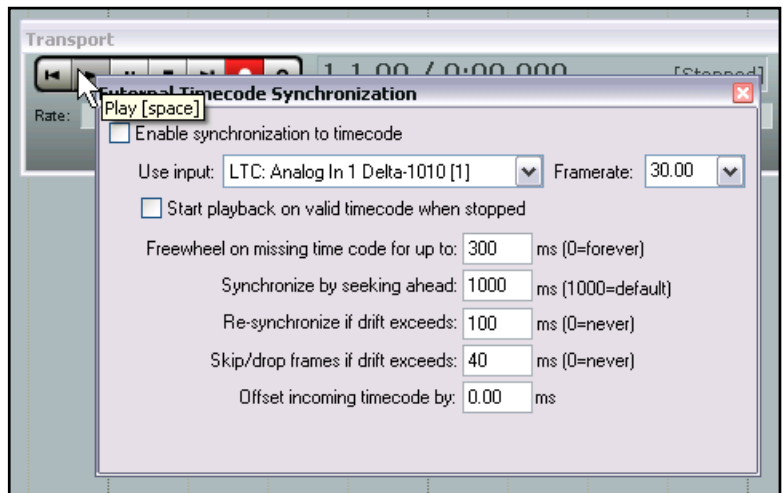 Transport
1.1.00 / 0:00.000 [Stopped]
External Timecode Synchronization
Rate:
Play [space]
Enable synchronization to timecode
Use input: LTC: Analog In 1 Delta-1010 [1] Framerate: 30.00
Start playback on valid timecode when stopped
Freewheel on missing time code for up to: 300 ms (0=forever)
Synchronize by seeking ahead: 1000 ms (1000=default)
Re-synchronize if drift exceeds: 100 ms (0=never)
Skip/drop frames if drift exceeds: 40 ms (0=never)
Offset incoming timecode by: 0.00 ms